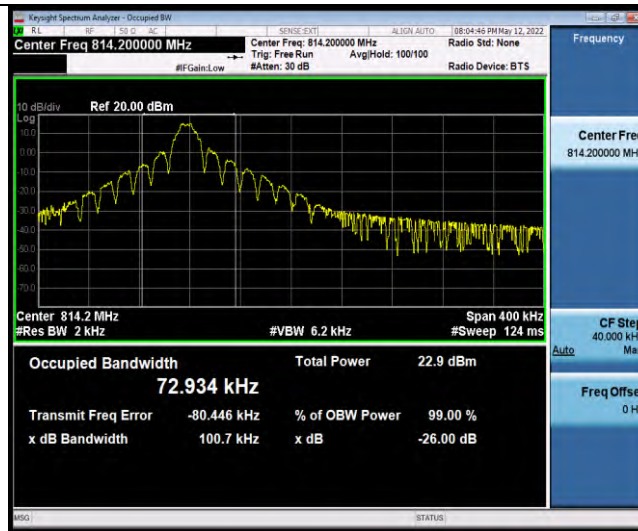 Keysight Spectrum Analyzer - Occupied BW
RL RF 50 Ω AC SENSE:EXT ALIGN AUTO 08:04:46 PM May 12, 2022
Center Freq 814.200000 MHz Center Freq: 814.200000 MHz Radio Std: None Frequency
Trig: Free Run Avg|Hold: 100/100
#IFGain:Low #Atten: 30 dB Radio Device: BTS
10 dB/div Ref 20.00 dBm
Log
10.0
0.00
-10.0
-20.0
-30.0
-40.0
-50.0
-60.0
-70.0
Center Fre
814.200000 MH
Center 814.2 MHz Span 400 kHz
#Res BW 2 kHz #VBW 6.2 kHz #Sweep 124 ms
CF Ste
40.000 kH
Auto Ma
Occupied Bandwidth Total Power 22.9 dBm
72.934 kHz
Transmit Freq Error -80.446 kHz % of OBW Power 99.00 %
x dB Bandwidth 100.7 kHz x dB -26.00 dB
Freq Offse
0 H
MSG STATUS